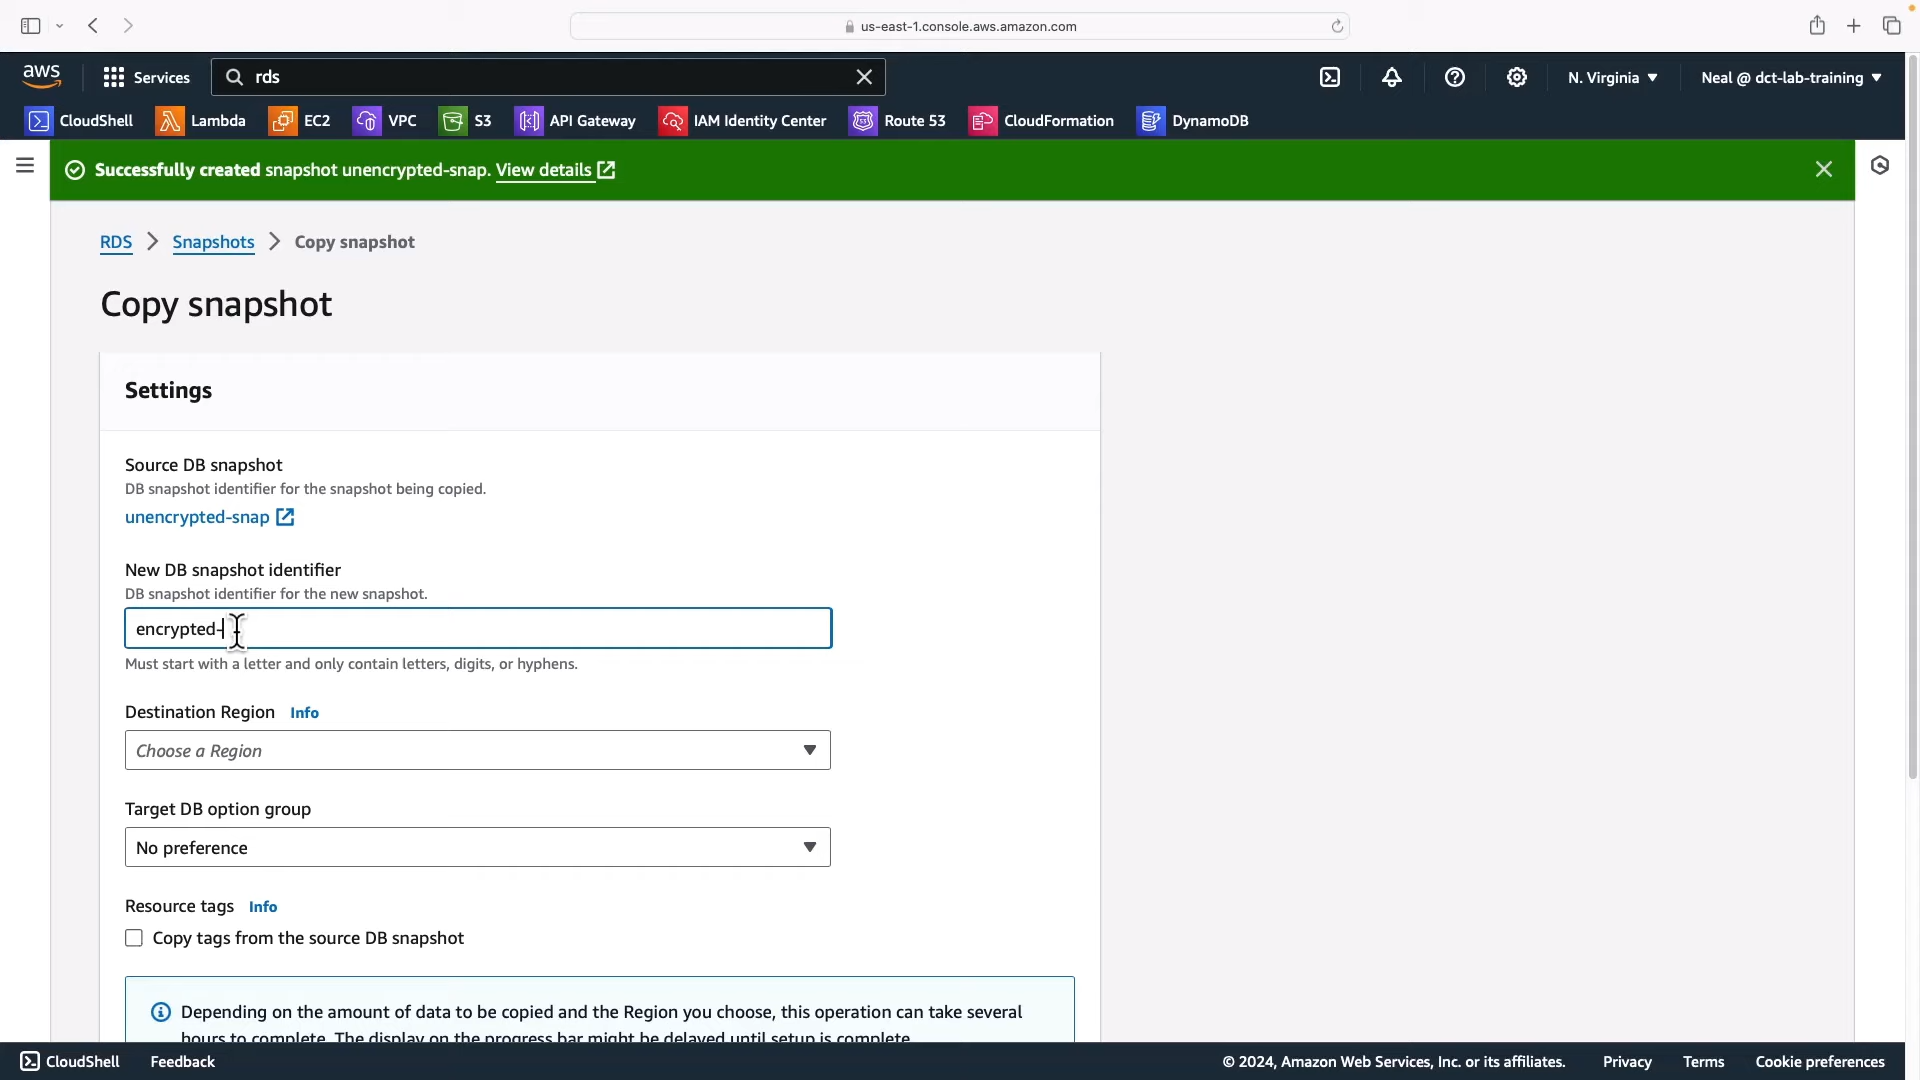 us-east-1.console.aws.amazon.com
aws Services rds N. Virginia Neal @ dct-lab-training
CloudShell Lambda EC2 VPC S3 API Gateway IAM Identity Center Route 53 CloudFormation DynamoDB
Successfully created snapshot unencrypted-snap. View details
RDS Snapshots Copy snapshot
Copy snapshot
Settings
Source DB snapshot
DB snapshot identifier for the snapshot being copied.
unencrypted-snap
New DB snapshot identifier
DB snapshot identifier for the new snapshot.
encrypted-
Must start with a letter and only contain letters, digits, or hyphens.
Destination Region Info
Choose a Region
Target DB option group
No preference
Resource tags Info
Copy tags from the source DB snapshot
Depending on the amount of data to be copied and the Region you choose, this operation can take several
hours to complete. The display on the progress bar might be delayed until setup is complete.
CloudShell Feedback © 2024, Amazon Web Services, Inc. or its affiliates. Privacy Terms Cookie preferences